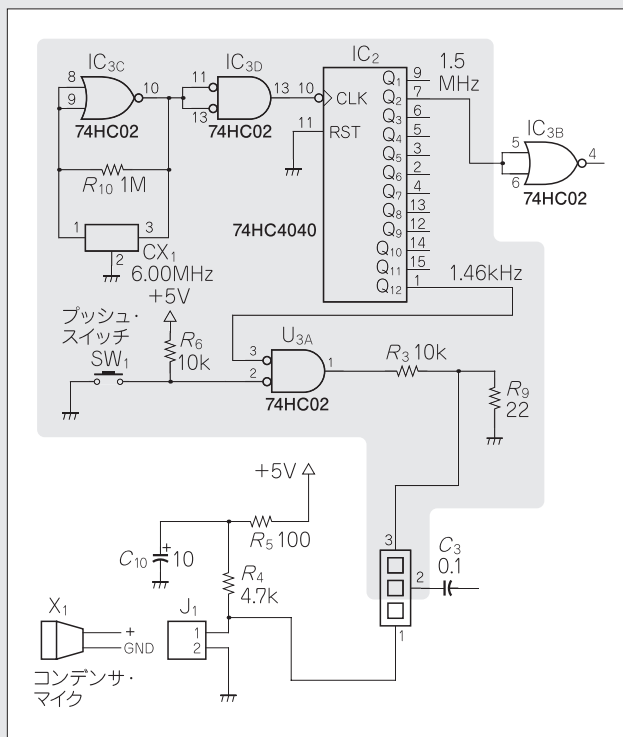 IC3C
8
9
10
74HC02
R10 1M
1
3
2
CX1
6.00MHz
IC3D
11
13
13
74HC02
IC2
10
CLK
11
RST
74HC4040
Q1 9
Q2 7
Q3 6
Q4 5
Q5 3
Q6 2
Q7 4
Q8 13
Q9 12
Q10 14
Q11 15
Q12 1
1.5
MHz
IC3B
5
6
4
74HC02
1.46kHz
+5V
プッシュ・
スイッチ
SW1
R6
10k
U3A
3
2
1
74HC02
R3 10k
R9
22
+5V
R5 100
C10
+
10
R4
4.7k
3
2
1
C3
0.1
X1
+
GND
J1
1
2
コンデンサ・
マイク